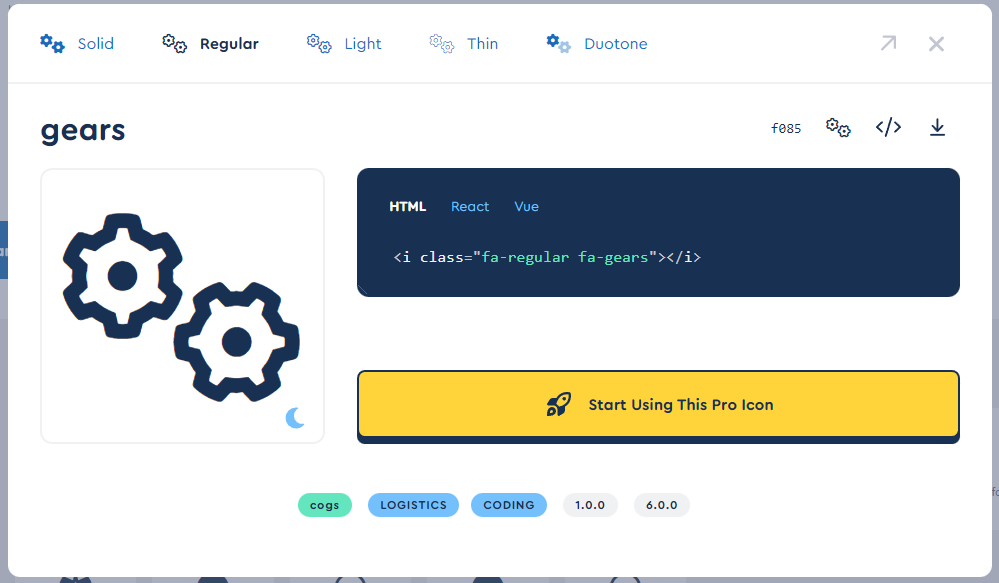 Solid Regular Light Thin Duotone
gears
f085
HTML React Vue
<i class="fa-regular fa-gears"></i>
Start Using This Pro Icon
cogs LOGISTICS CODING 1.0.0 6.0.0